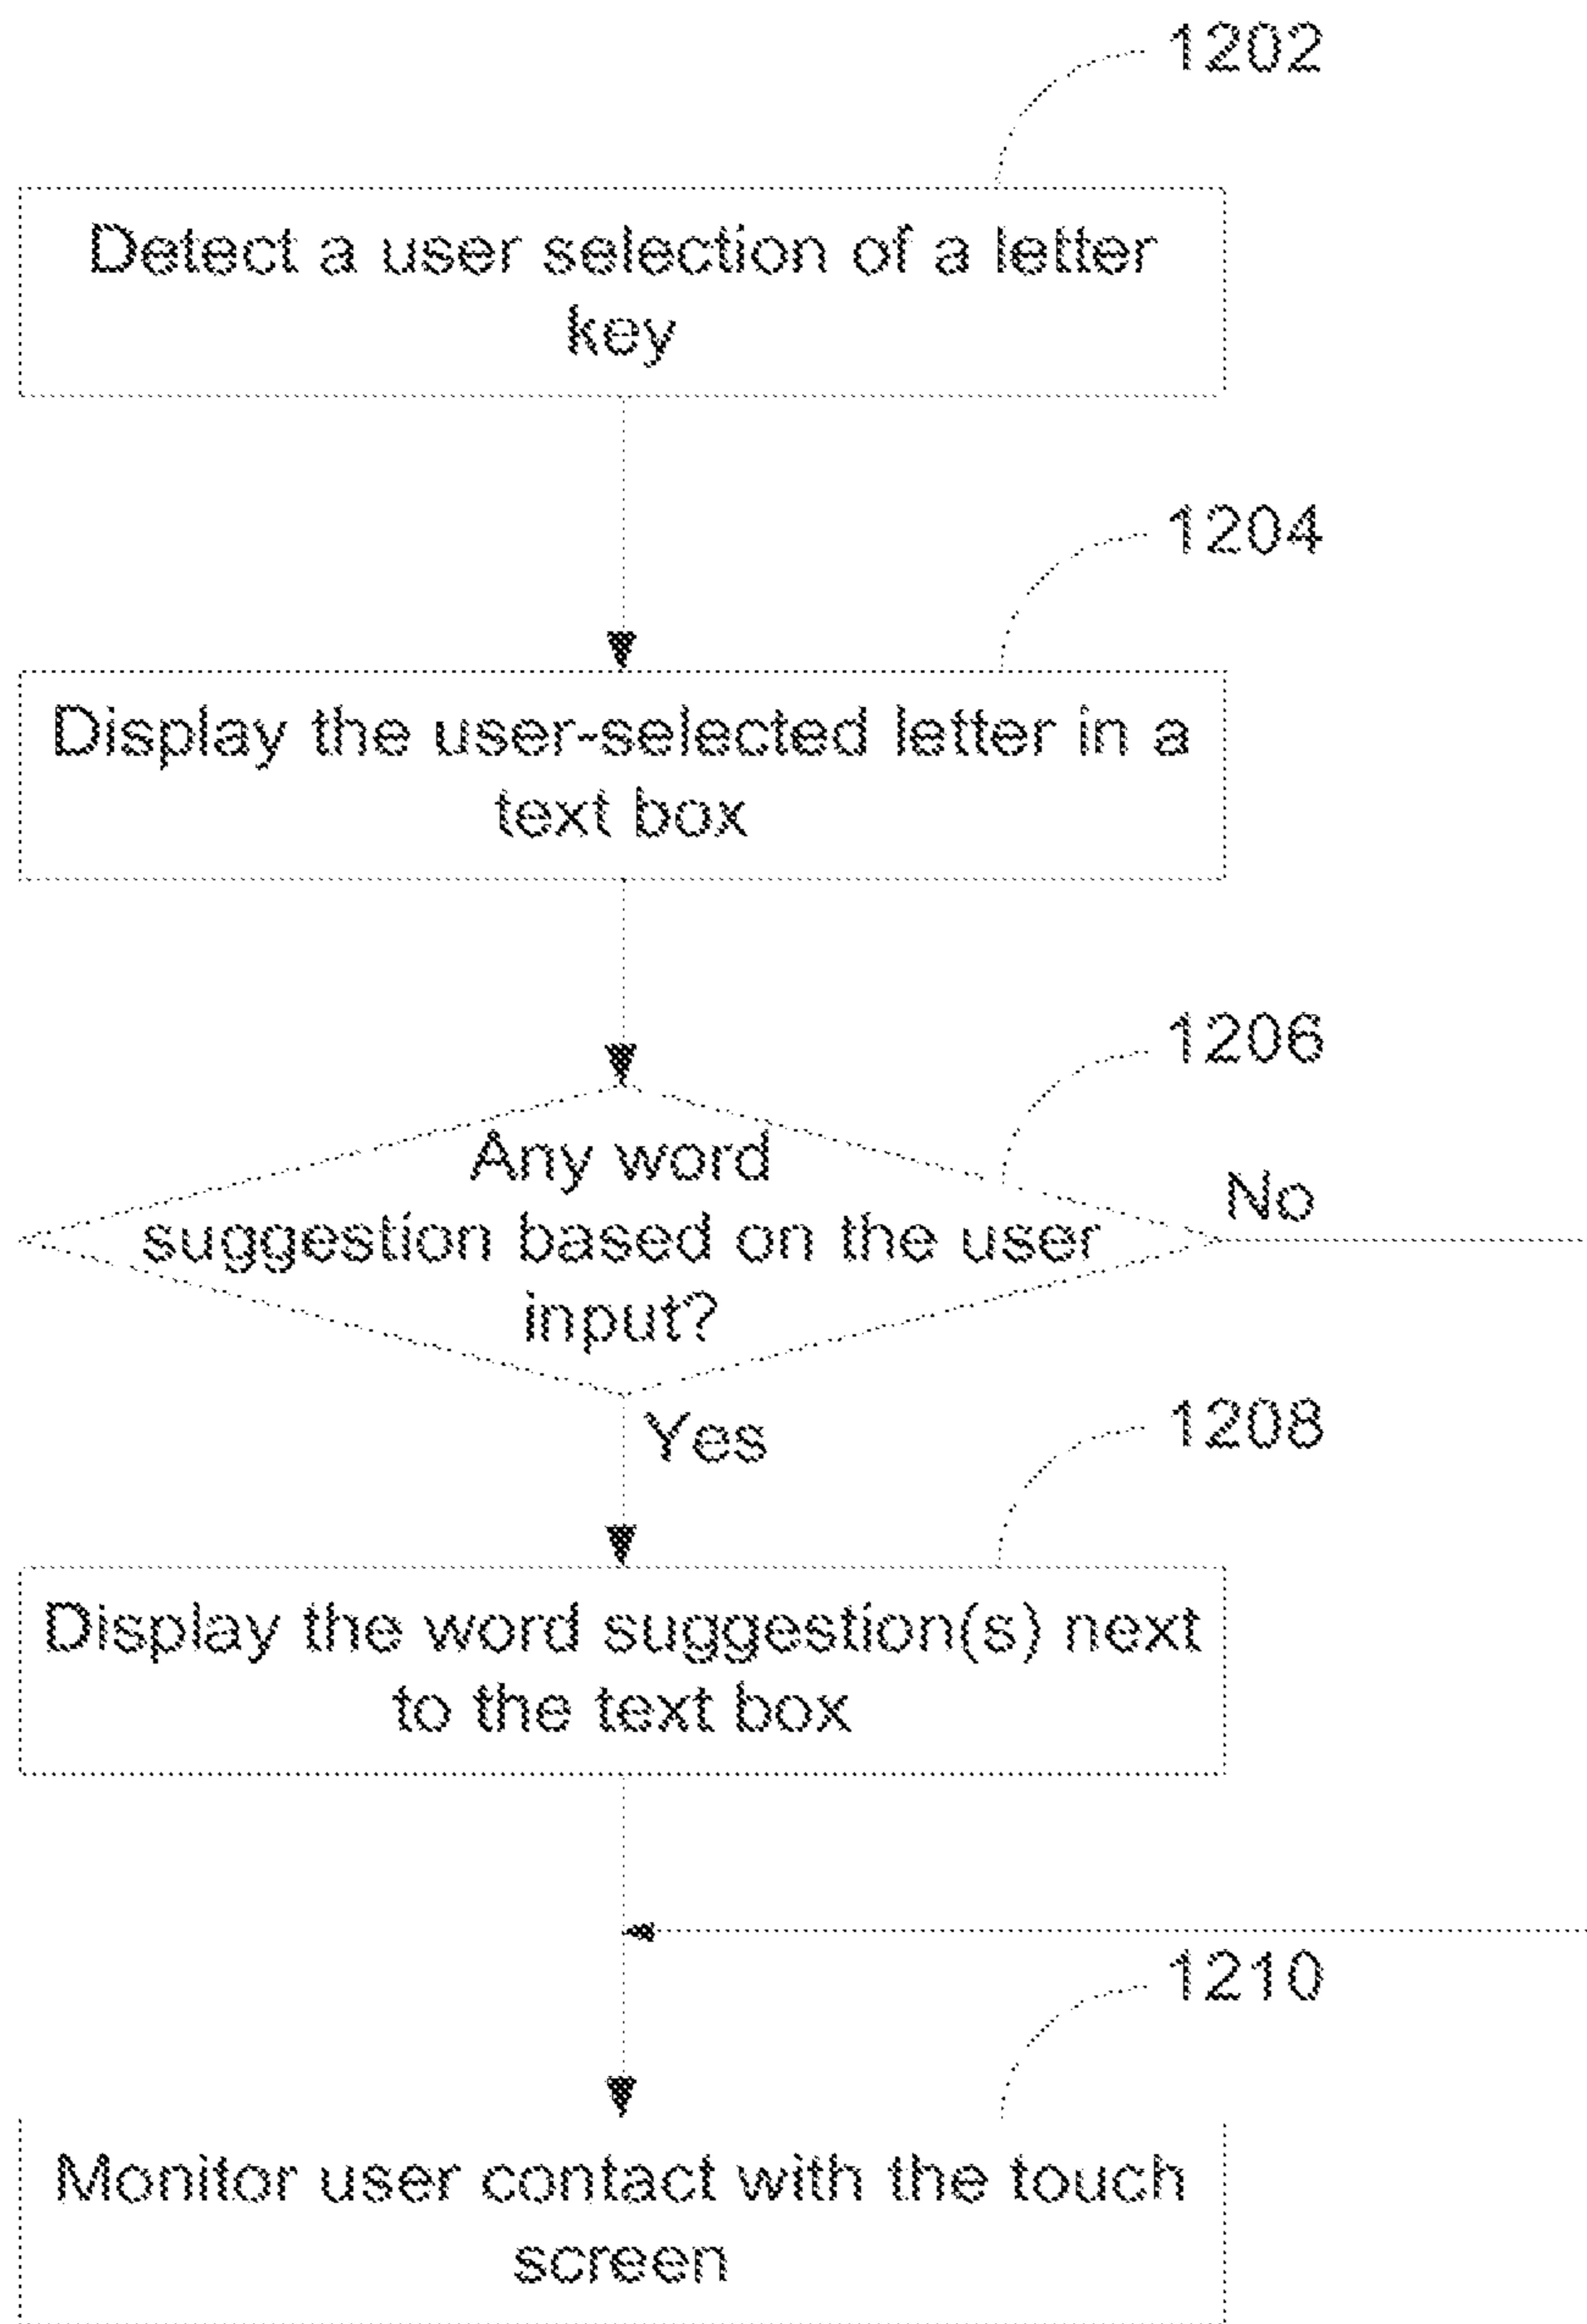 1202
Detect a user selection of a letter
key
1204
Display the user-selected letter in a
text box
1206
Any word
suggestion based on the user
input?
No
Yes
1208
Display the word suggestion(s) next
to the text box
1210
Monitor user contact with the touch
screen